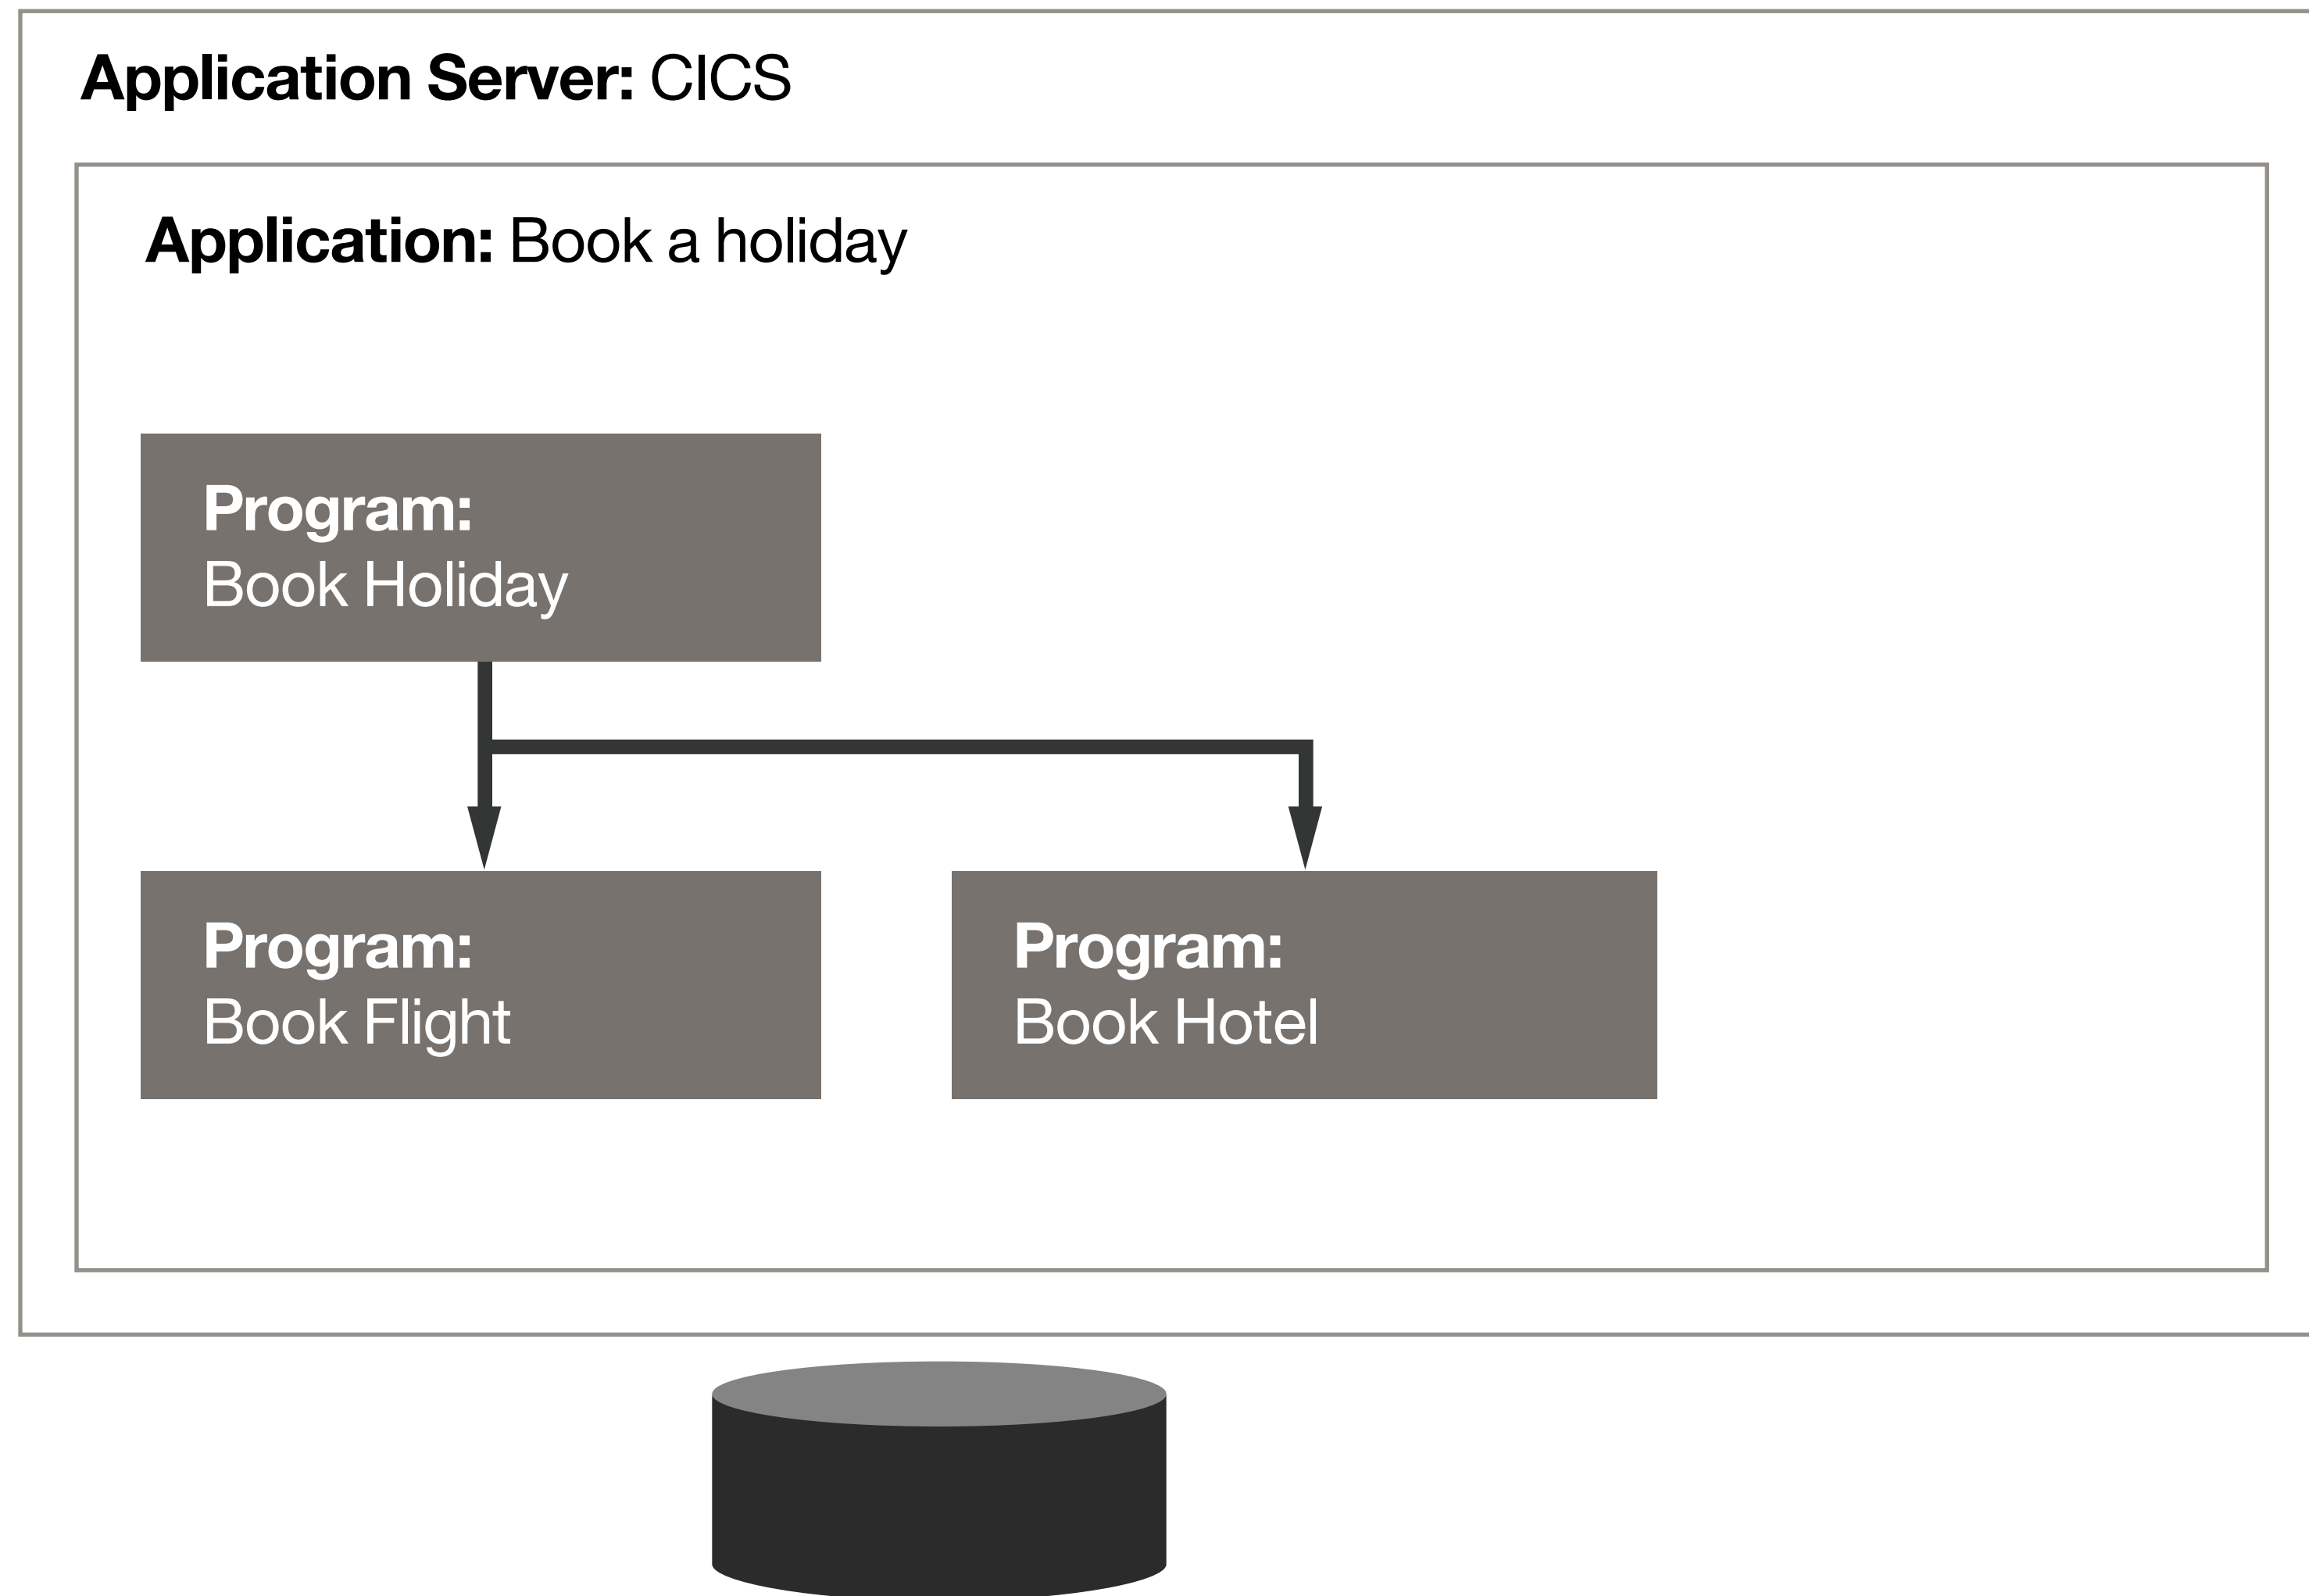 Application Server: CICS
Application: Book a holiday
Program:
Book Holiday
Program:
Book Flight
Program:
Book Hotel